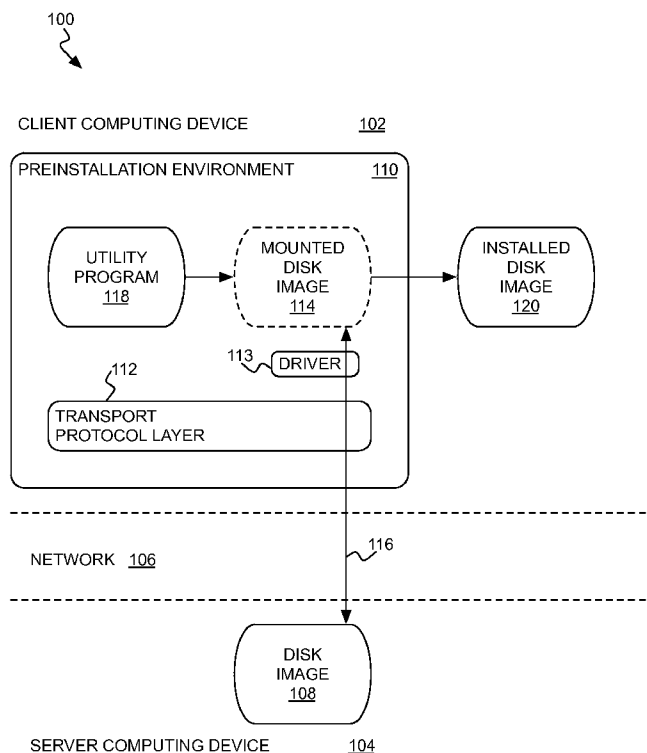 100
CLIENT COMPUTING DEVICE 102
PREINSTALLATION ENVIRONMENT 110
UTILITY
PROGRAM
118
MOUNTED
DISK
IMAGE
114
INSTALLED
DISK
IMAGE
120
113
DRIVER
112
TRANSPORT
PROTOCOL LAYER
116
NETWORK 106
DISK
IMAGE
108
SERVER COMPUTING DEVICE 104